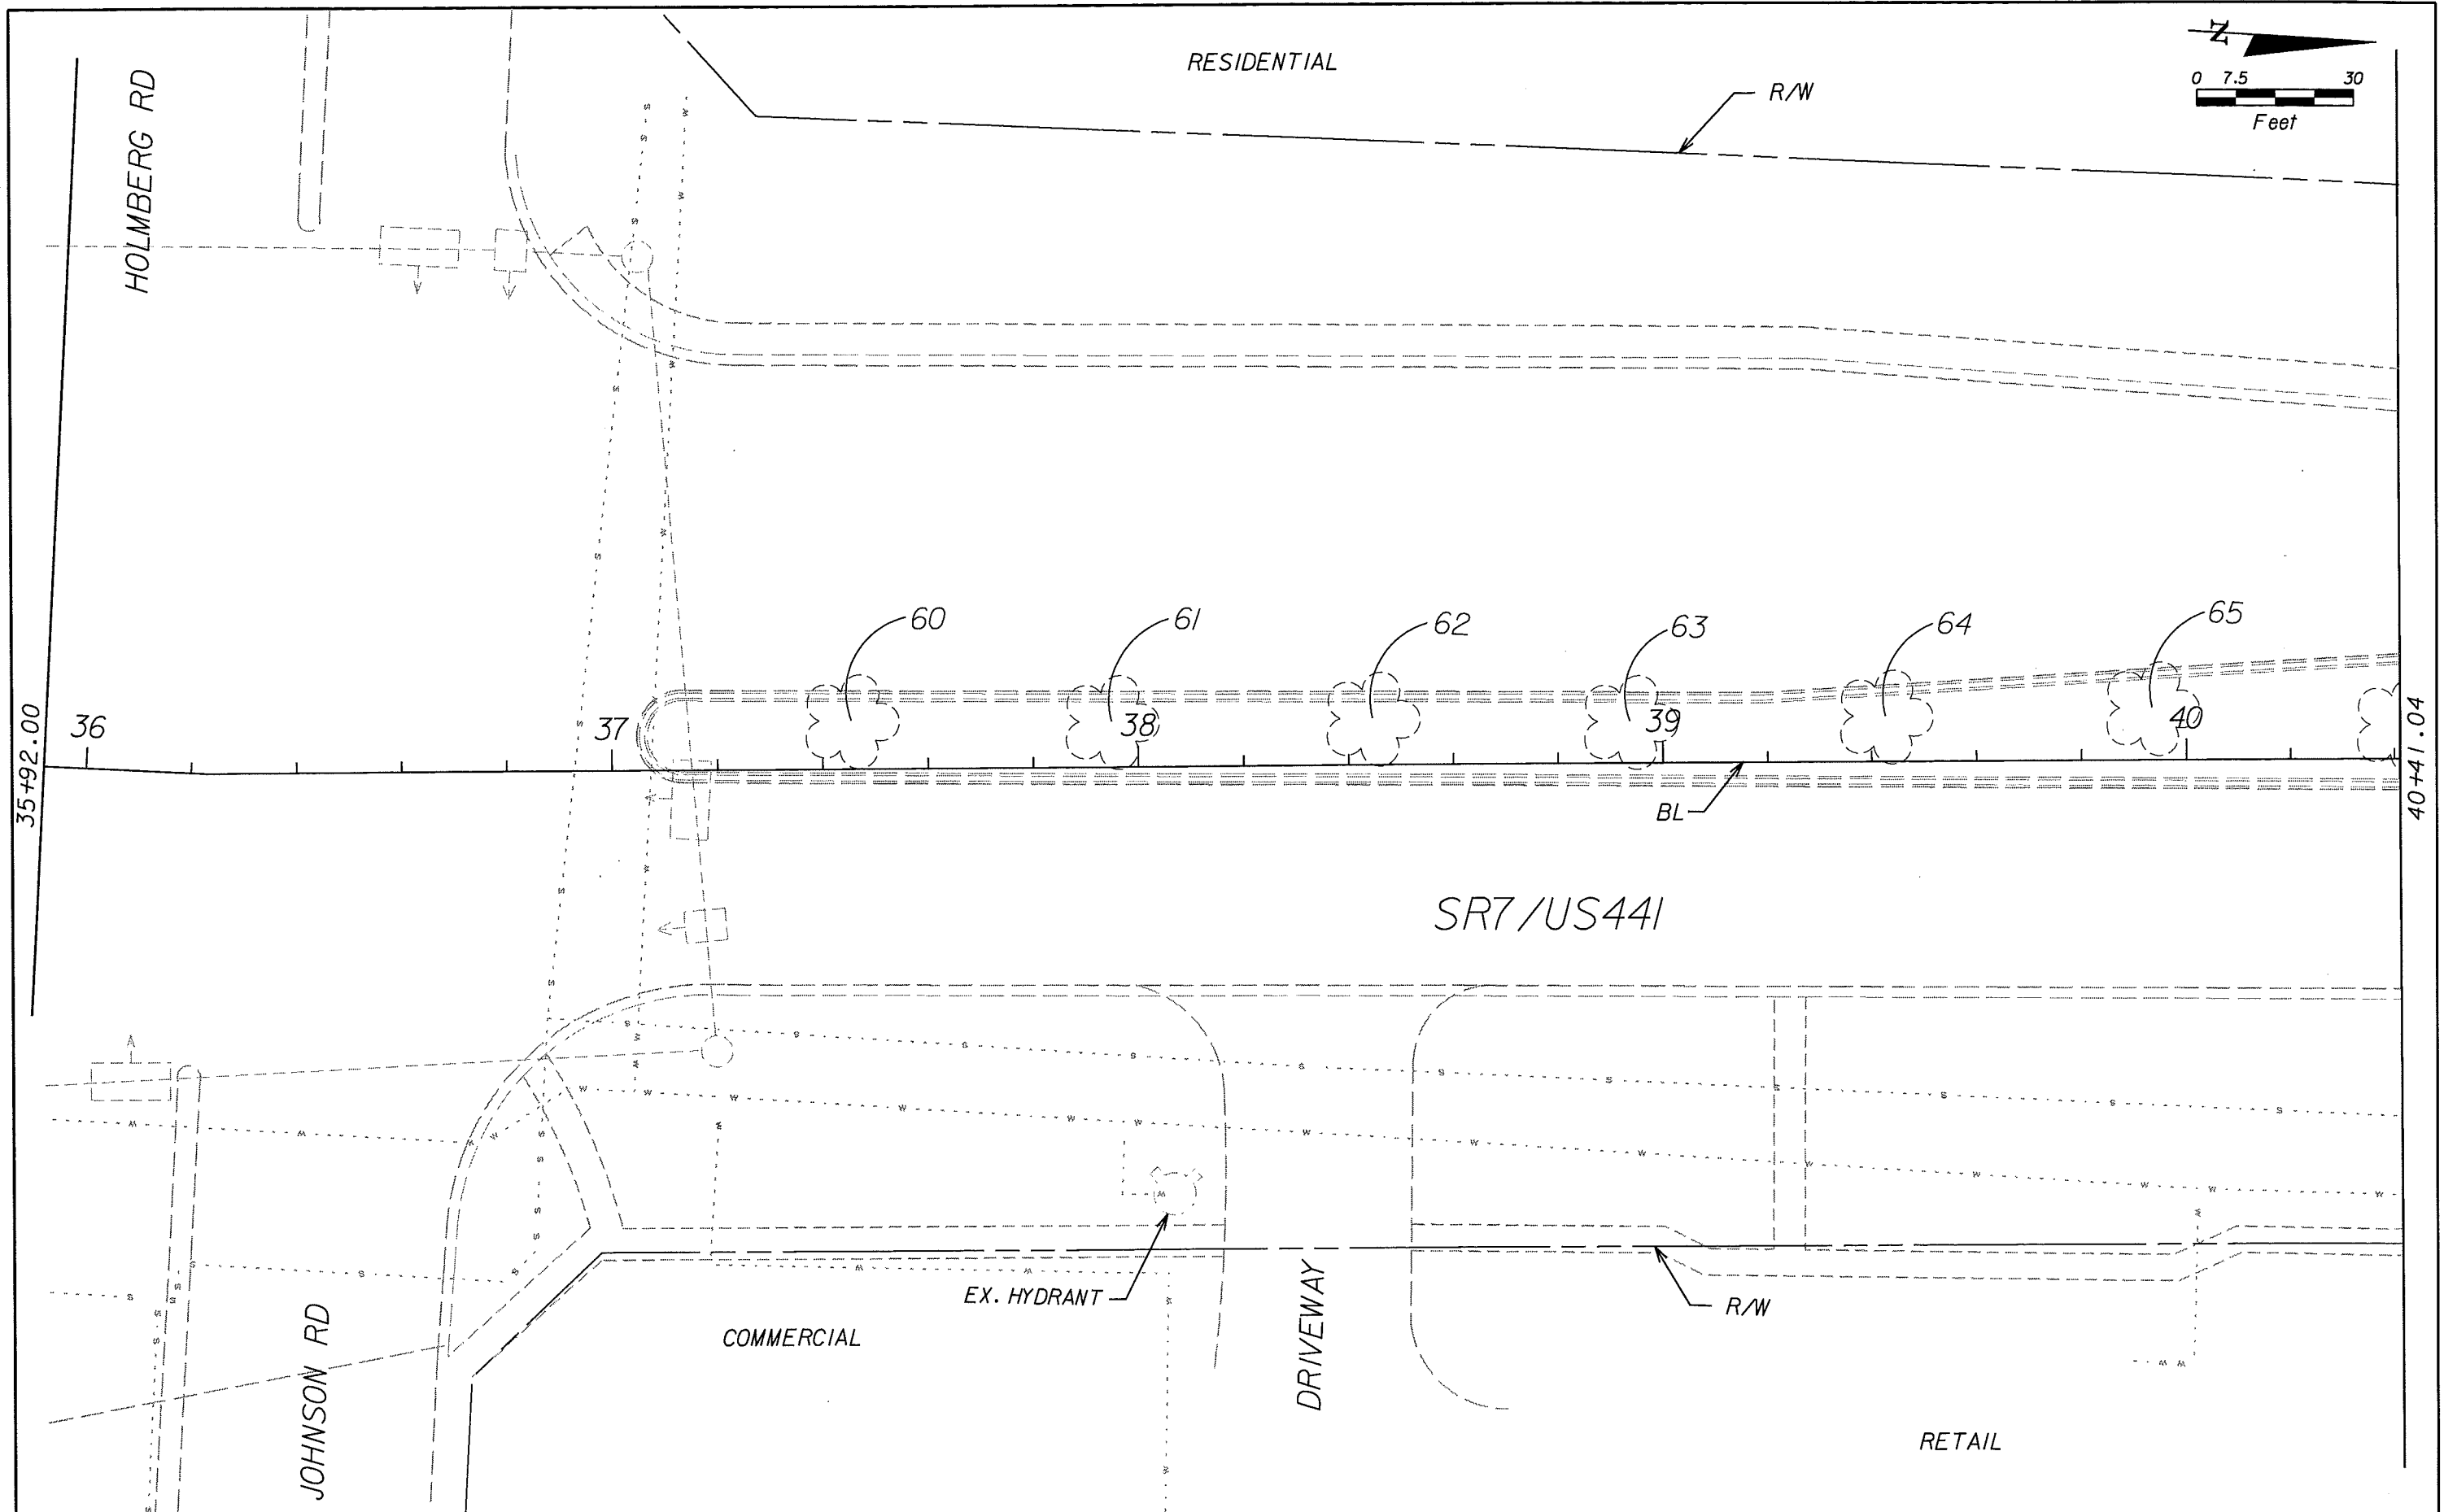 RESIDENTIAL
N
0 7.5 30
Feet
R/W
HOLMBERG RD
60
61
62
63
64
65
35+92.00
36
37
38
39
40
40+41.04
BL
SR7/US441
EX. HYDRANT
DRIVEWAY
R/W
COMMERCIAL
JOHNSON RD
RETAIL